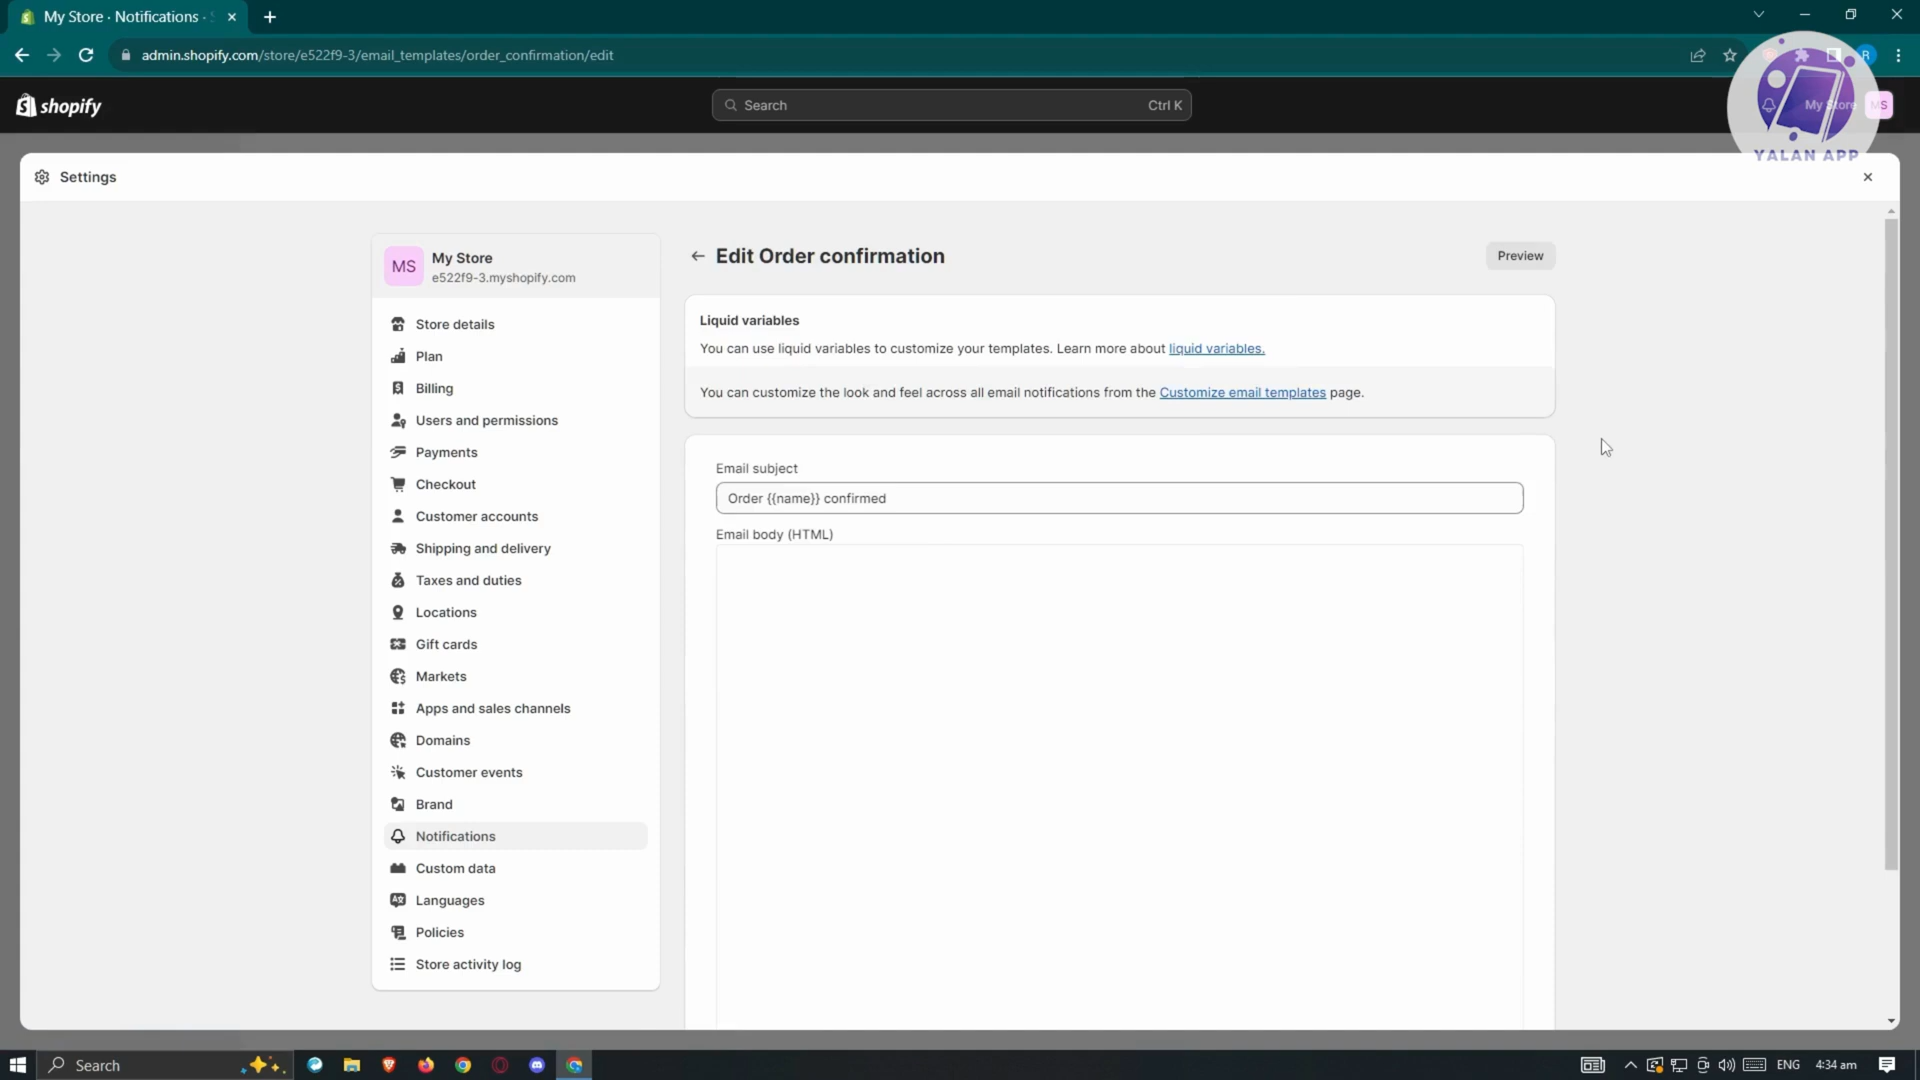 My Store · Notifications ·
admin.shopify.com/store/e522f9-3/email_templates/order_confirmation/edit
R
shopify
Search
Ctrl K
My Store
MS
YALAN APP
Settings
MS
My Store
e522f9-3.myshopify.com
Store details
Plan
Billing
Users and permissions
Payments
Checkout
Customer accounts
Shipping and delivery
Taxes and duties
Locations
Gift cards
Markets
Apps and sales channels
Domains
Customer events
Brand
Notifications
Custom data
Languages
Policies
Store activity log
Edit Order confirmation
Preview
Liquid variables
You can use liquid variables to customize your templates. Learn more about liquid variables.
You can customize the look and feel across all email notifications from the Customize email templates page.
Email subject
Order {{name}} confirmed
Email body (HTML)
Search
ENG
4:34 am